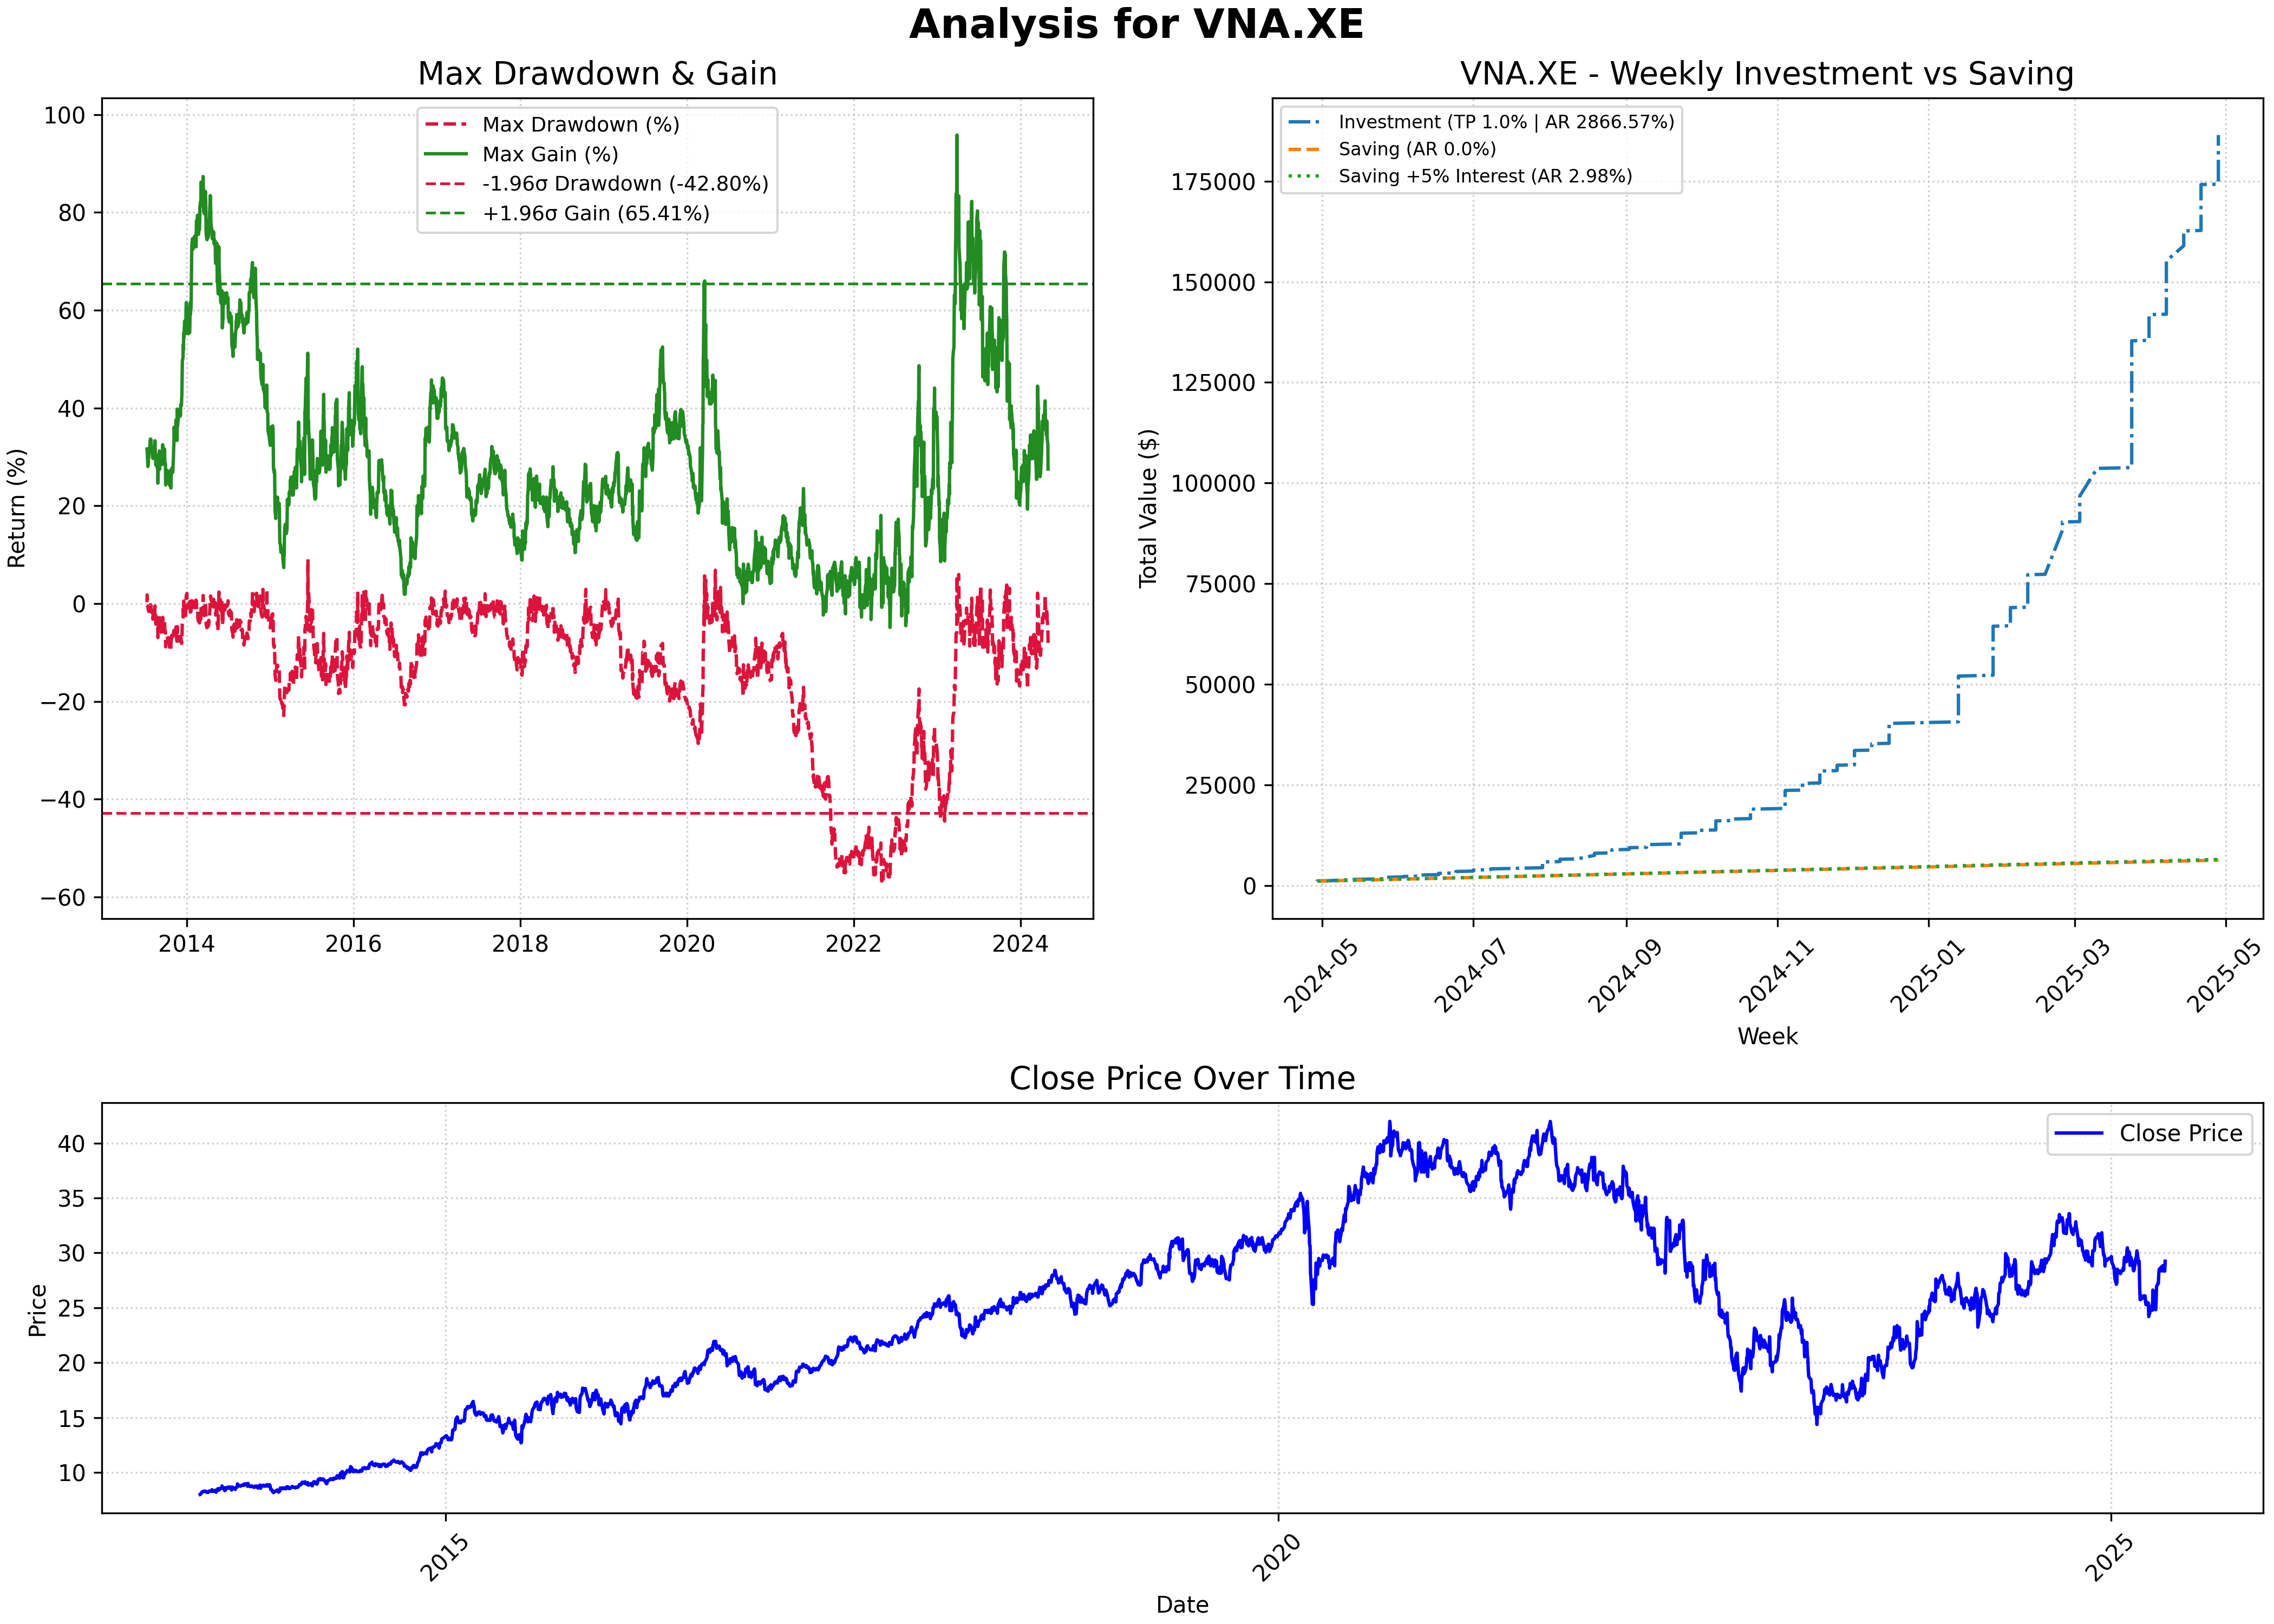 Analysis for VNA.XE
Max Drawdown & Gain
Return (%)
100
80
60
40
20
0
−20
−40
−60
Max Drawdown (%)
Max Gain (%)
-1.96σ Drawdown (-42.80%)
+1.96σ Gain (65.41%)
2014
2016
2018
2020
2022
2024
VNA.XE - Weekly Investment vs Saving
Total Value ($)
175000
150000
125000
100000
75000
50000
25000
0
Investment (TP 1.0% | AR 2866.57%)
Saving (AR 0.0%)
Saving +5% Interest (AR 2.98%)
2024-05
2024-07
2024-09
2024-11
2025-01
2025-03
2025-05
Week
Close Price Over Time
Price
40
35
30
25
20
15
10
Close Price
2015
2020
2025
Date